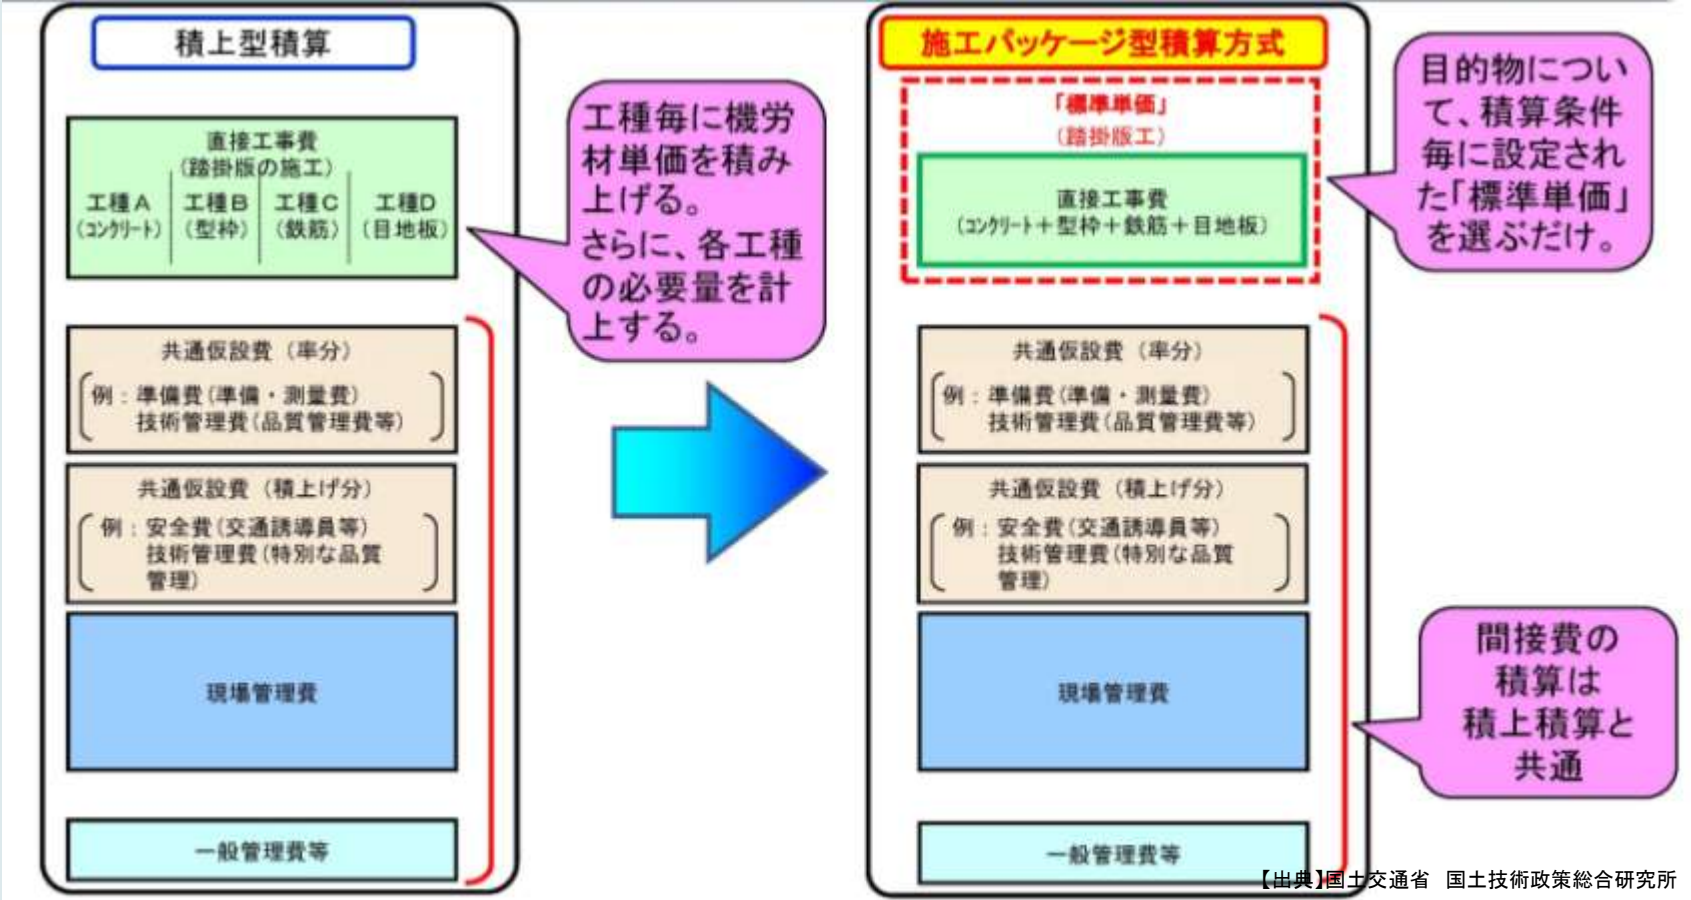 積上型積算
直接工事費
(踏掛版の施工)
工種A
(コンクリート)
工種B
(型枠)
工種C
(鉄筋)
工種D
(目地板)
工種毎に機労
材単価を積み
上げる。
さらに、各工種
の必要量を計
上する。
共通仮設費（率分）
例：準備費(準備・測量費)
技術管理費(品質管理費等)
共通仮設費（積上げ分）
例：安全費(交通誘導員等)
技術管理費(特別な品質
管理)
現場管理費
一般管理費等
施工パッケージ型積算方式
「標準単価」
（踏掛版工）
直接工事費
(コンクリート＋型枠＋鉄筋＋目地板)
目的物につい
て、積算条件
毎に設定され
た「標準単価」
を選ぶだけ。
共通仮設費（率分）
例：準備費(準備・測量費)
技術管理費(品質管理費等)
共通仮設費（積上げ分）
例：安全費(交通誘導員等)
技術管理費(特別な品質
管理)
現場管理費
一般管理費等
間接費の
積算は
積上積算と
共通
【出典】国土交通省　国土技術政策総合研究所